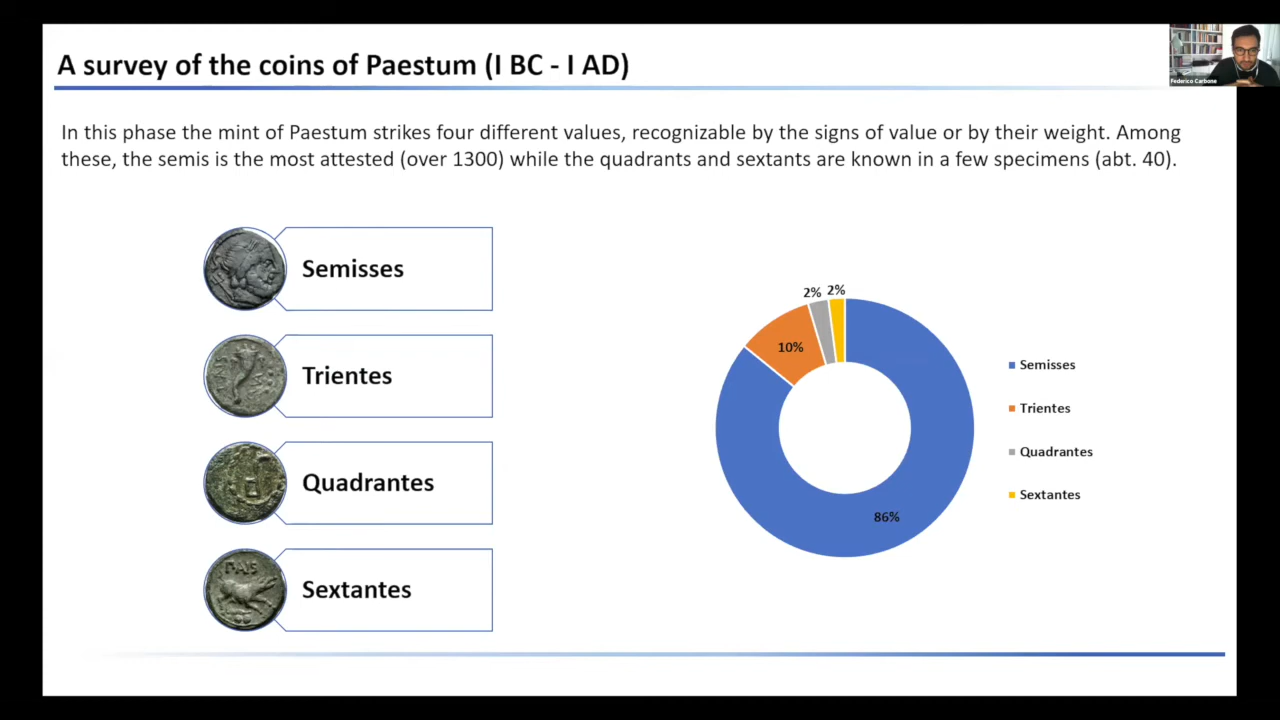 A survey of the coins of Paestum (I BC - I AD)
Federico Carbone
In this phase the mint of Paestum strikes four different values, recognizable by the signs of value or by their weight. Among
these, the semis is the most attested (over 1300) while the quadrants and sextants are known in a few specimens (abt. 40).
Semisses
Trientes
Quadrantes
ΠAIS
Sextantes
2% 2%
10%
86%
Semisses
Trientes
Quadrantes
Sextantes